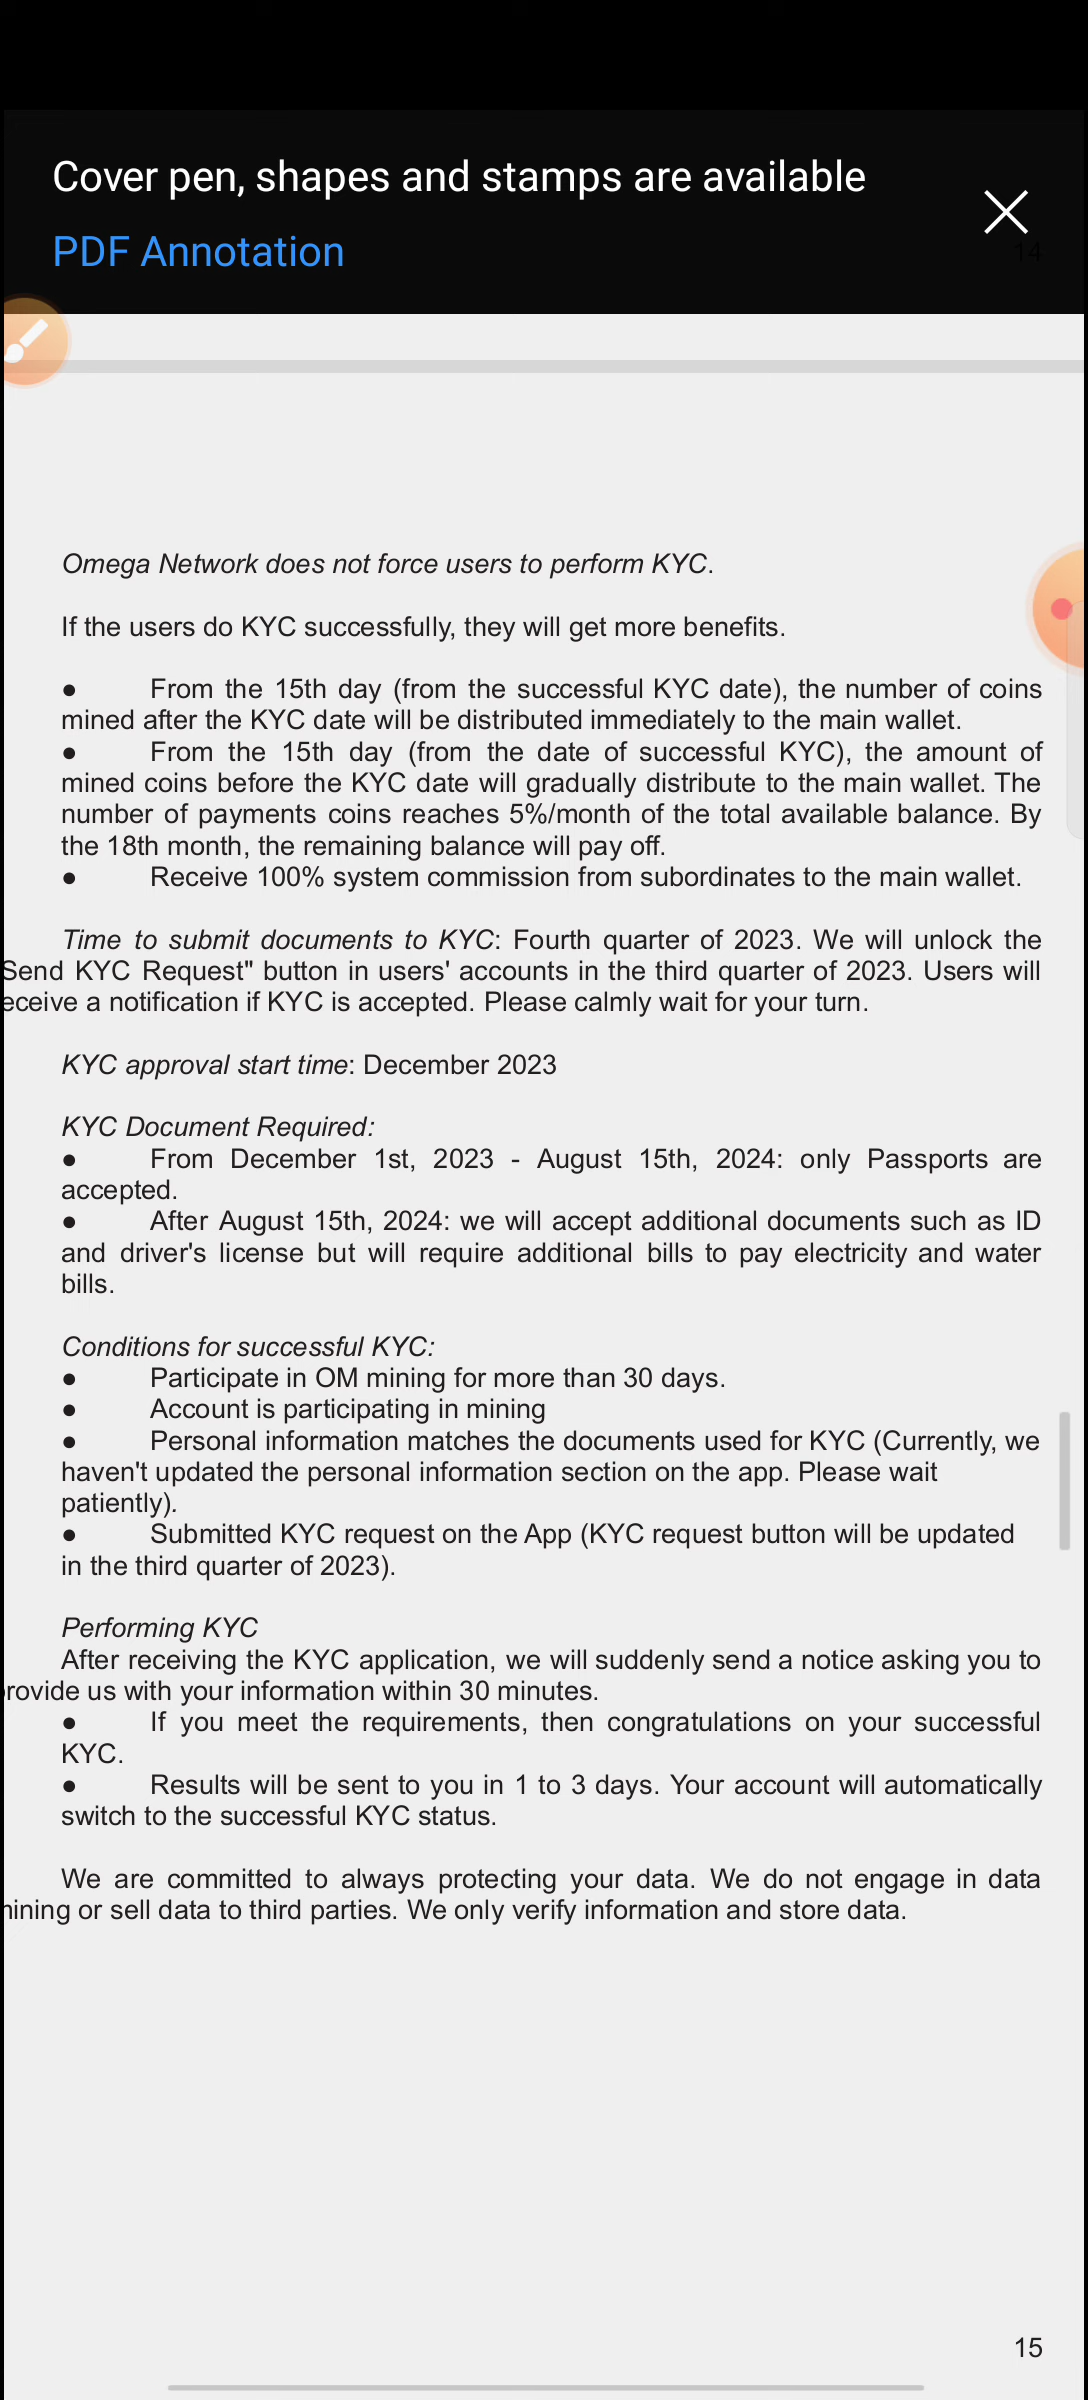 Cover pen, shapes and stamps are available
PDF Annotation
14
Omega Network does not force users to perform KYC.
If the users do KYC successfully, they will get more benefits.
● From the 15th day (from the successful KYC date), the number of coins
mined after the KYC date will be distributed immediately to the main wallet.
● From the 15th day (from the date of successful KYC), the amount of
mined coins before the KYC date will gradually distribute to the main wallet. The
number of payments coins reaches 5%/month of the total available balance. By
the 18th month, the remaining balance will pay off.
● Receive 100% system commission from subordinates to the main wallet.
Time to submit documents to KYC: Fourth quarter of 2023. We will unlock the
Send KYC Request" button in users' accounts in the third quarter of 2023. Users will
eceive a notification if KYC is accepted. Please calmly wait for your turn.
KYC approval start time: December 2023
KYC Document Required:
● From December 1st, 2023 - August 15th, 2024: only Passports are
accepted.
● After August 15th, 2024: we will accept additional documents such as ID
and driver's license but will require additional bills to pay electricity and water
bills.
Conditions for successful KYC:
● Participate in OM mining for more than 30 days.
● Account is participating in mining
● Personal information matches the documents used for KYC (Currently, we
haven't updated the personal information section on the app. Please wait
patiently).
● Submitted KYC request on the App (KYC request button will be updated
in the third quarter of 2023).
Performing KYC
After receiving the KYC application, we will suddenly send a notice asking you to
rovide us with your information within 30 minutes.
● If you meet the requirements, then congratulations on your successful
KYC.
● Results will be sent to you in 1 to 3 days. Your account will automatically
switch to the successful KYC status.
We are committed to always protecting your data. We do not engage in data
ining or sell data to third parties. We only verify information and store data.
15